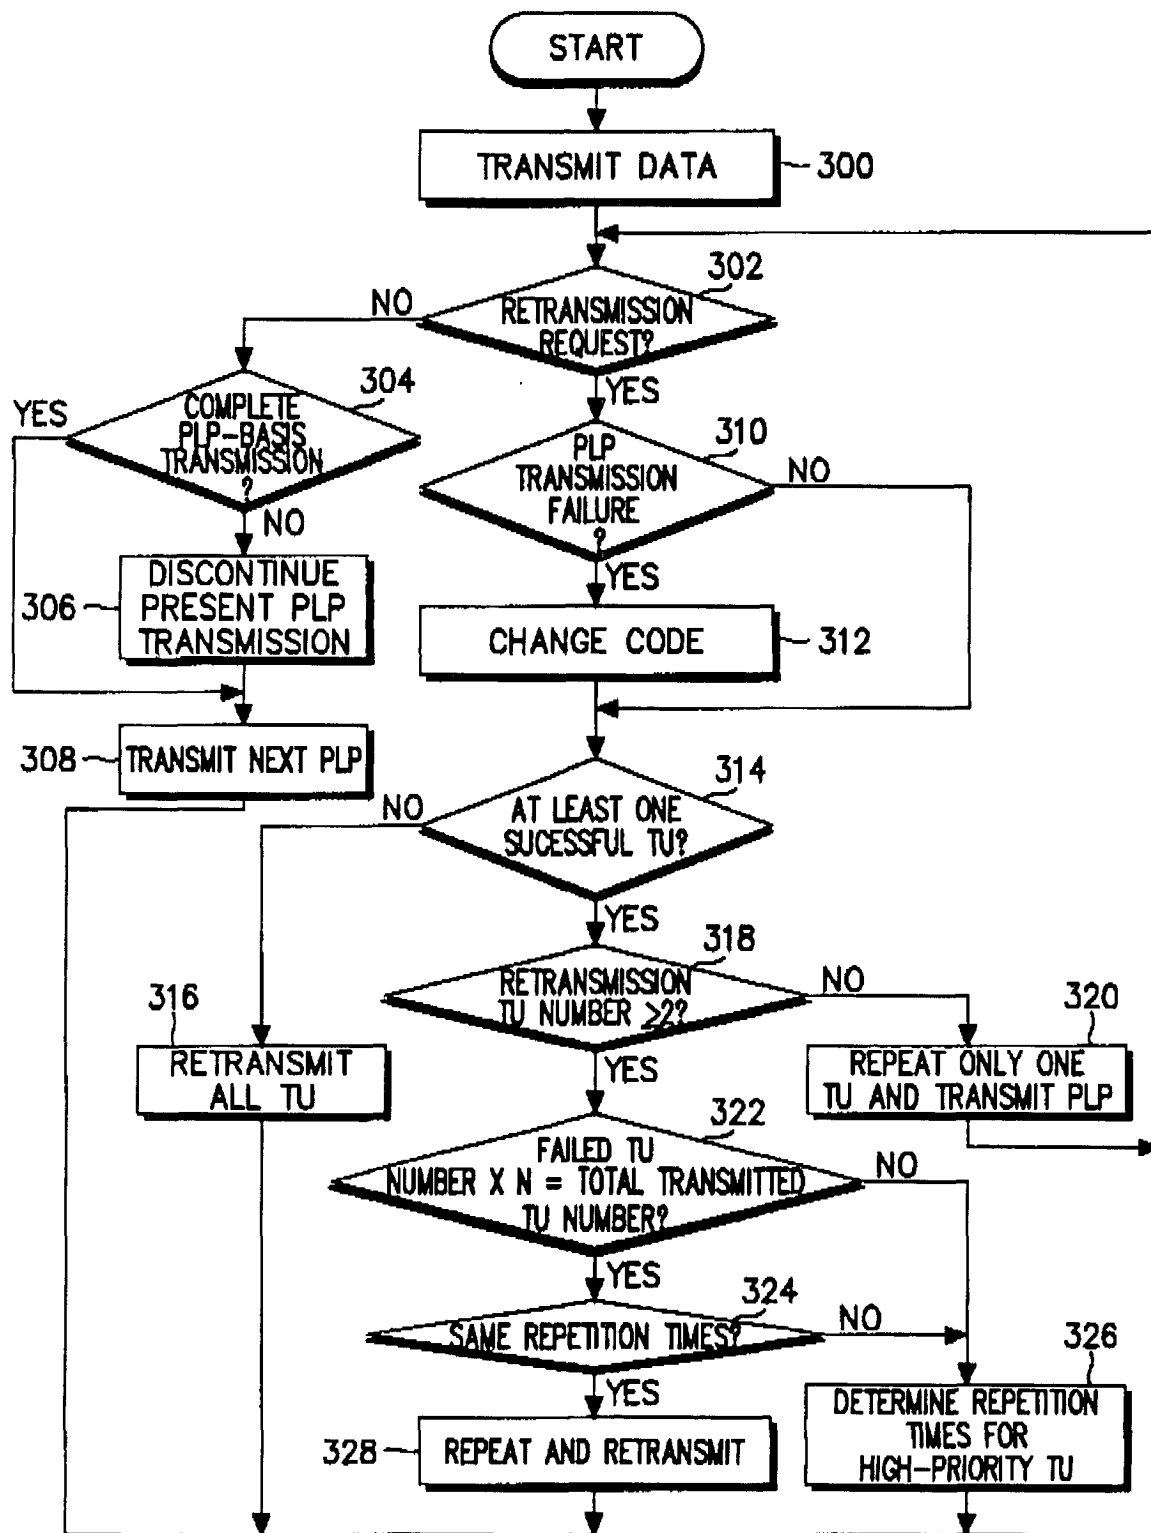 START
TRANSMIT DATA
300
302
RETRANSMISSION
REQUEST?
NO
YES
304
COMPLETE
PLP-BASIS
TRANSMISSION
?
YES
NO
310
PLP
TRANSMISSION
FAILURE
?
NO
YES
306
DISCONTINUE
PRESENT PLP
TRANSMISSION
CHANGE CODE
312
308
TRANSMIT NEXT PLP
314
AT LEAST ONE
SUCESSFUL TU?
NO
YES
318
RETRANSMISSION
TU NUMBER ≥2?
NO
YES
316
RETRANSMIT
ALL TU
320
REPEAT ONLY ONE
TU AND TRANSMIT PLP
322
FAILED TU
NUMBER X N = TOTAL TRANSMITTED
TU NUMBER?
NO
YES
324
SAME REPETITION TIMES?
NO
YES
326
DETERMINE REPETITION
TIMES FOR
HIGH-PRIORITY TU
328
REPEAT AND RETRANSMIT